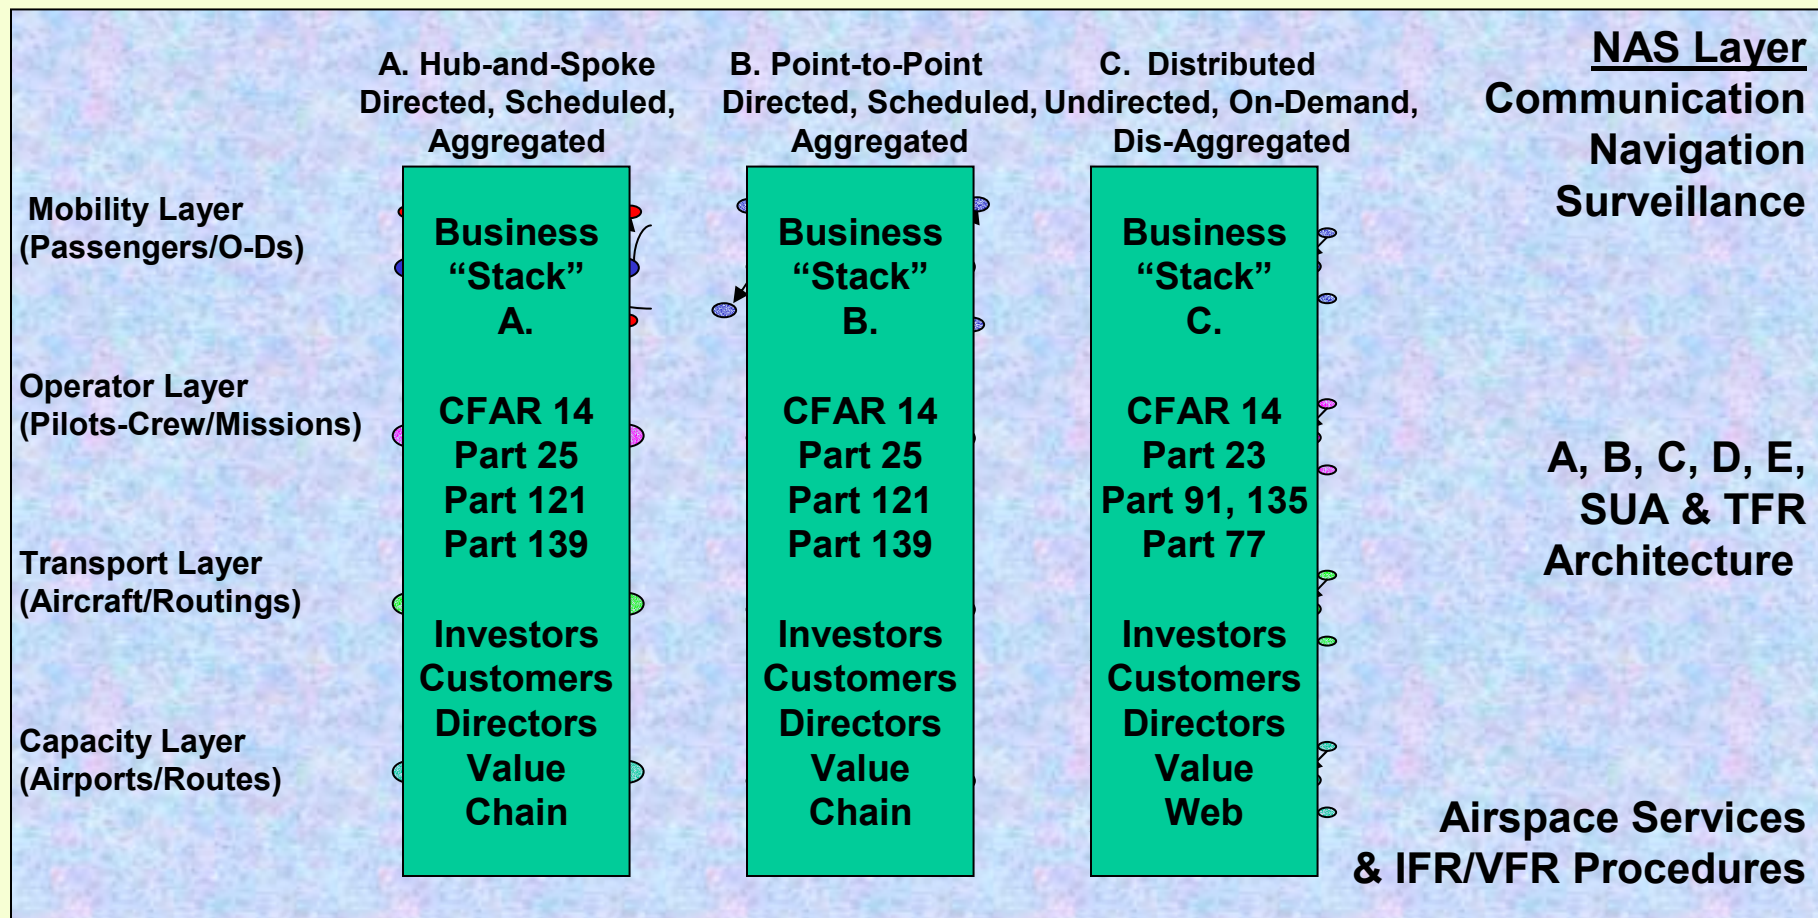 A. Hub-and-Spoke
Directed, Scheduled,
Aggregated
B. Point-to-Point
Directed, Scheduled,
Aggregated
C. Distributed
Undirected, On-Demand,
Dis-Aggregated
NAS Layer
Communication
Navigation
Surveillance
Mobility Layer
(Passengers/O-Ds)
Operator Layer
(Pilots-Crew/Missions)
Transport Layer
(Aircraft/Routings)
Capacity Layer
(Airports/Routes)
Business
“Stack”
A.
CFAR 14
Part 25
Part 121
Part 139
Investors
Customers
Directors
Value
Chain
Business
“Stack”
B.
CFAR 14
Part 25
Part 121
Part 139
Investors
Customers
Directors
Value
Chain
Business
“Stack”
C.
CFAR 14
Part 23
Part 91, 135
Part 77
Investors
Customers
Directors
Value
Web
A, B, C, D, E,
SUA & TFR
Architecture
Airspace Services
& IFR/VFR Procedures